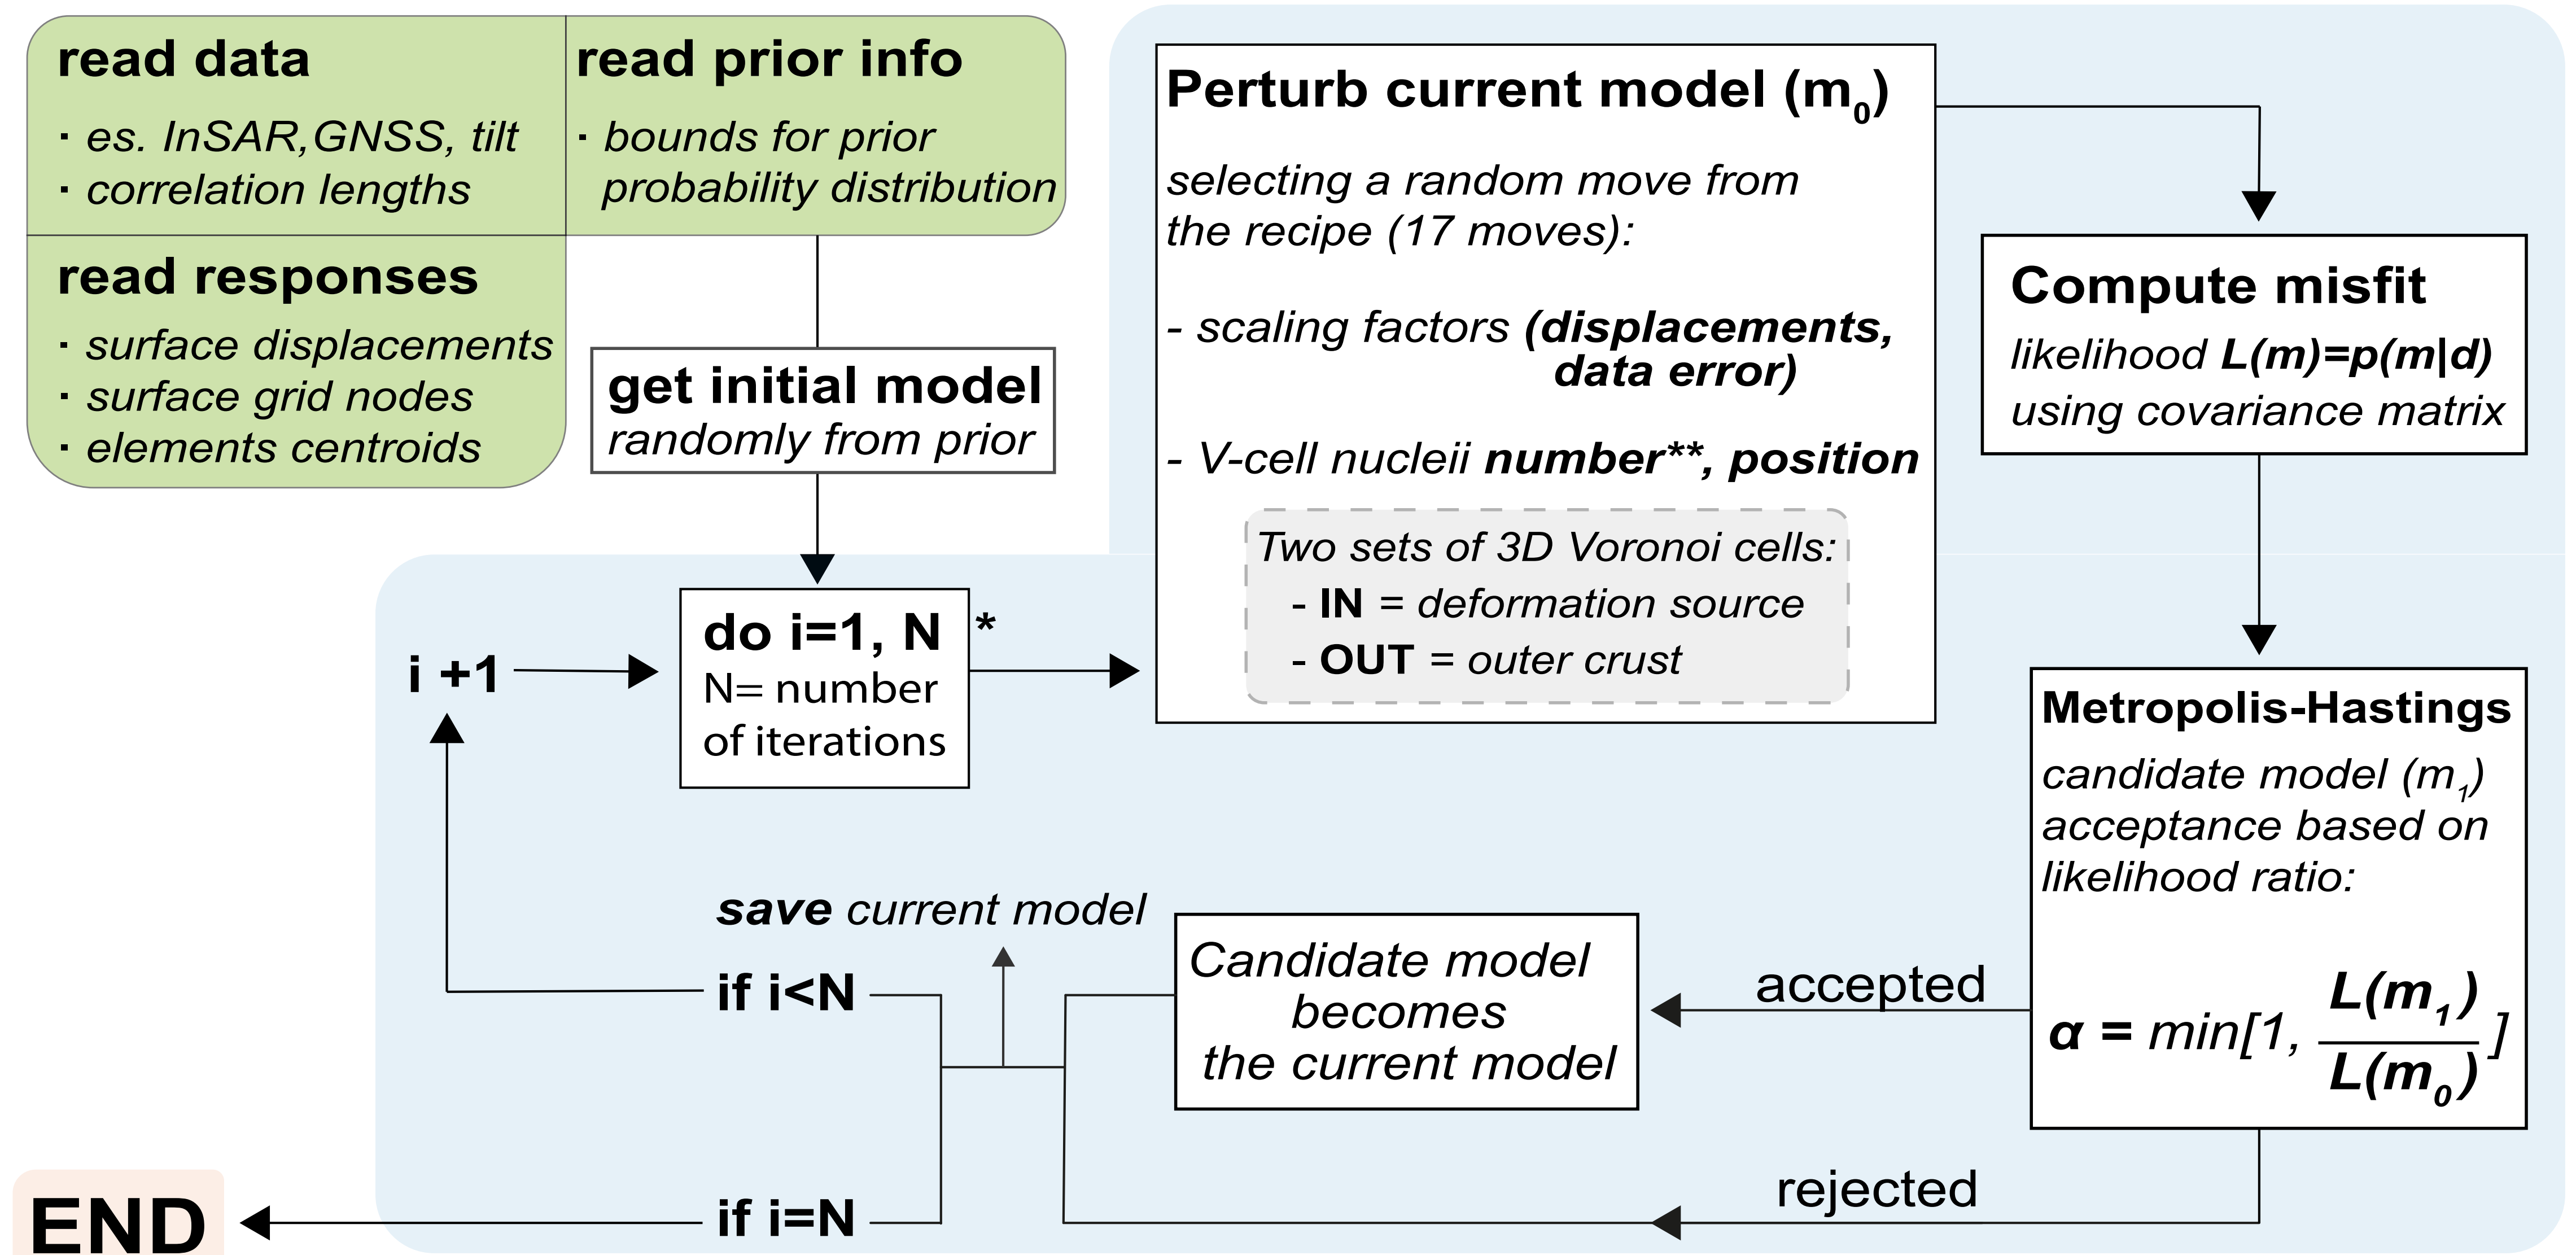 read data
· es. InSAR,GNSS, tilt
· correlation lengths
read prior info
· bounds for prior
probability distribution
read responses
· surface displacements
· surface grid nodes
· elements centroids
get initial model
randomly from prior
i +1
do i=1, N *
N= number
of iterations
Perturb current model (m₀)
selecting a random move from
the recipe (17 moves):
- scaling factors (displacements,
data error)
- V-cell nucleii number**, position
Two sets of 3D Voronoi cells:
- IN = deformation source
- OUT = outer crust
Compute misfit
likelihood L(m)=p(m|d)
using covariance matrix
Metropolis-Hastings
candidate model (m₁)
acceptance based on
likelihood ratio:
α = min[1, L(m₁) / L(m₀) ]
accepted
rejected
Candidate model
becomes
the current model
save current model
if i<N
if i=N
END